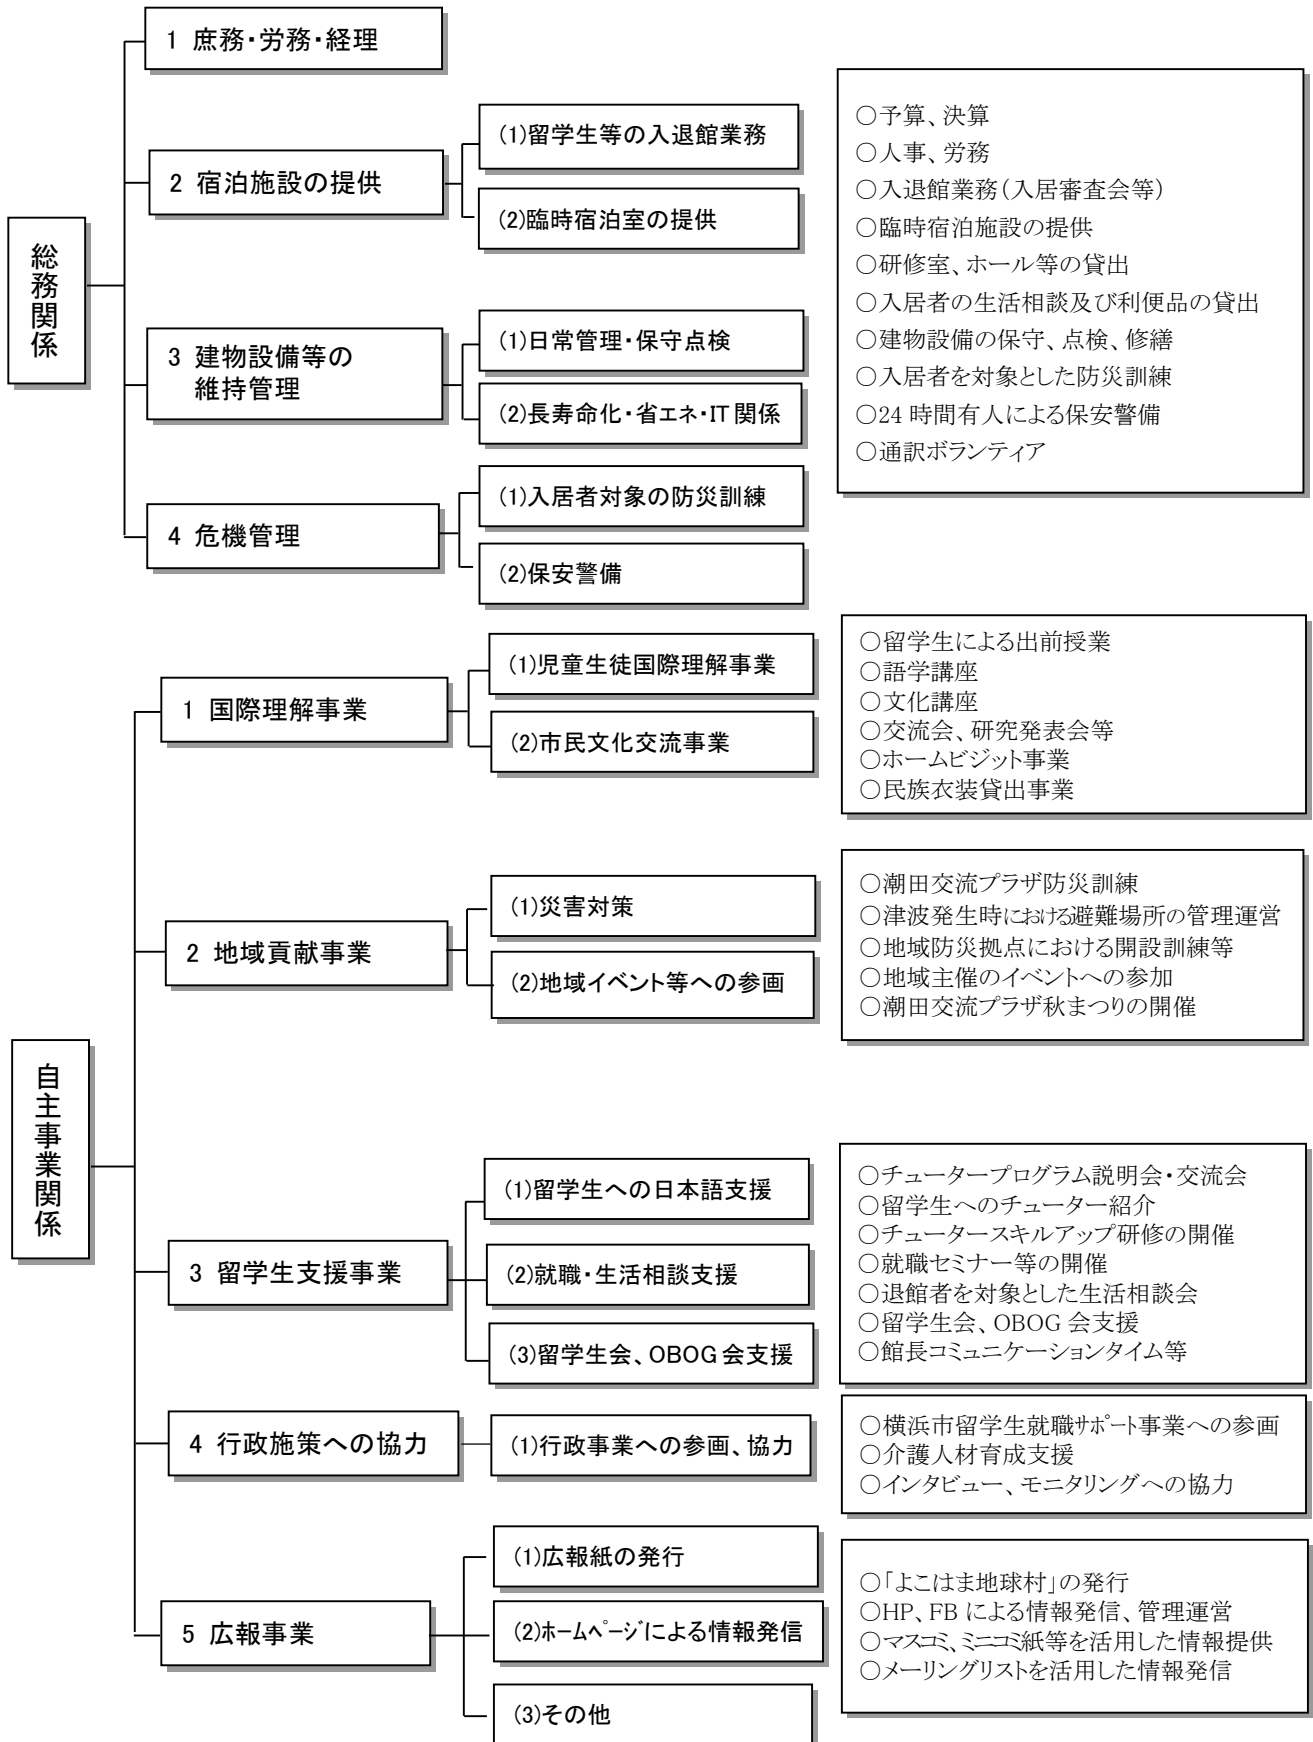 総務関係
1 庶務・労務・経理
2 宿泊施設の提供
(1)留学生等の入退館業務
(2)臨時宿泊室の提供
3 建物設備等の
維持管理
(1)日常管理・保守点検
(2)長寿命化・省エネ・IT関係
4 危機管理
(1)入居者対象の防災訓練
(2)保安警備
○予算、決算
○人事、労務
○入退館業務(入居審査会等)
○臨時宿泊施設の提供
○研修室、ホール等の貸出
○入居者の生活相談及び利便品の貸出
○建物設備の保守、点検、修繕
○入居者を対象とした防災訓練
○24時間有人による保安警備
○通訳ボランティア
自主事業関係
1 国際理解事業
(1)児童生徒国際理解事業
(2)市民文化交流事業
○留学生による出前授業
○語学講座
○文化講座
○交流会、研究発表会等
○ホームビジット事業
○民族衣装貸出事業
2 地域貢献事業
(1)災害対策
(2)地域イベント等への参画
○潮田交流プラザ防災訓練
○津波発生時における避難場所の管理運営
○地域防災拠点における開設訓練等
○地域主催のイベントへの参加
○潮田交流プラザ秋まつりの開催
3 留学生支援事業
(1)留学生への日本語支援
(2)就職・生活相談支援
(3)留学生会、OBOG会支援
○チュータープログラム説明会・交流会
○留学生へのチューター紹介
○チュータースキルアップ研修の開催
○就職セミナー等の開催
○退館者を対象とした生活相談会
○留学生会、OBOG会支援
○館長コミュニケーションタイム等
4 行政施策への協力
(1)行政事業への参画、協力
○横浜市留学生就職ｻﾎﾟｰﾄ事業への参画
○介護人材育成支援
○インタビュー、モニタリングへの協力
5 広報事業
(1)広報紙の発行
(2)ﾎｰﾑﾍﾟｰｼﾞによる情報発信
(3)その他
○「よこはま地球村」の発行
○HP、FBによる情報発信、管理運営
○マスコミ、ミニコミ紙等を活用した情報提供
○メーリングリストを活用した情報発信